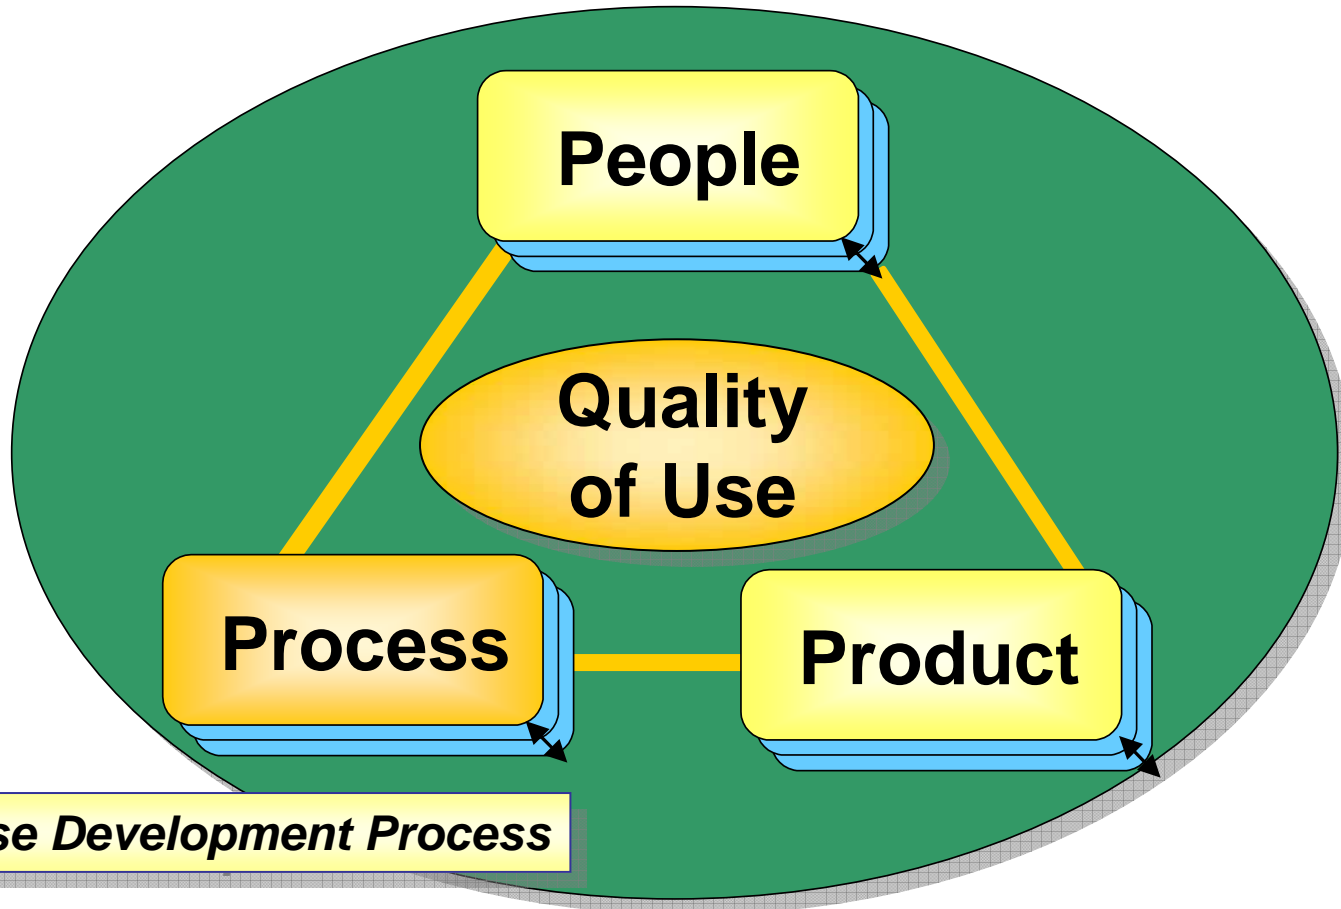 People
Quality
of Use
Process
Product
se Development Process